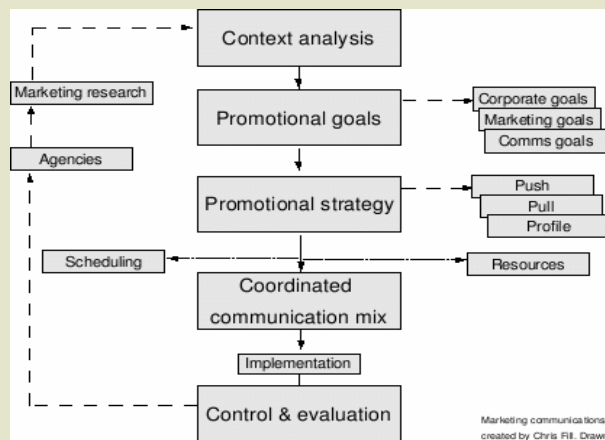 Context analysis
Marketing research
Promotional goals
Corporate goals
Marketing goals
Comms goals
Agencies
Promotional strategy
Push
Pull
Profile
Scheduling
Resources
Coordinated
communication mix
Implementation
Control & evaluation
Marketing communications
created by Chris Fill.